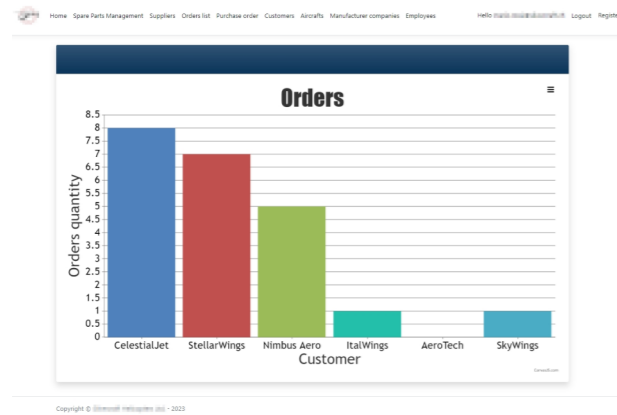 Home Spare Parts Management Suppliers Orders list Purchase order Customers Aircrafts Manufacturer companies Employees Hello Logout Registe
Orders
8.5
8
7.5
7
6.5
6
5.5
5
4.5
4
3.5
3
2.5
2
1.5
1
0.5
0
Orders quantity
CelestialJet StellarWings Nimbus Aero ItalWings AeroTech SkyWings
Customer
CanvasJS.com
Copyright © - 2023